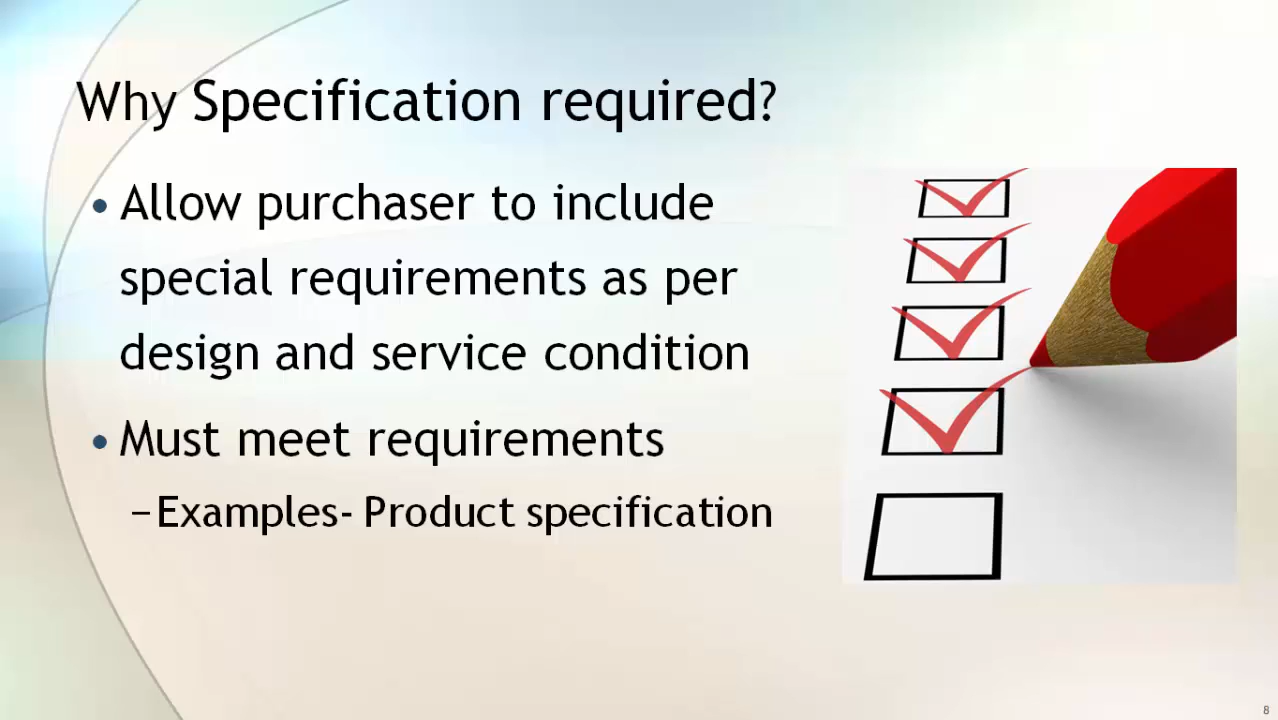 Why Specification required?
• Allow purchaser to include
special requirements as per
design and service condition
• Must meet requirements
–Examples- Product specification
8